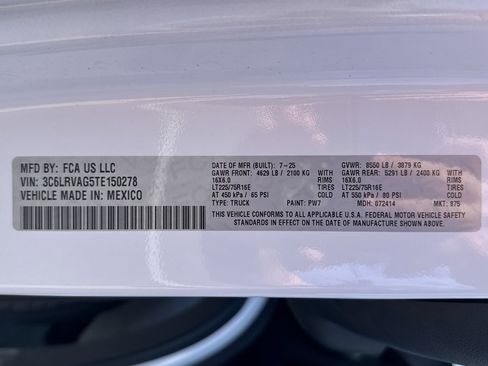 MFD BY: FCA US LLC
VIN: 3C6LRVAG5TE150278
VEHICLE MADE IN: MEXICO
DATE OF MFR (BUILT): 7-25 GVWR: 8550 LB / 3879 KG
GAWR FRONT: 4629 LB / 2100 KG WITH GAWR REAR: 5291 LB / 2400 KG WITH
16X6.0 RIMS 16X6.0 RIMS
LT225/75R16E TIRES LT225/75R16E TIRES
AT 450 kPa / 65 PSI COLD AT 550 kPa / 80 PSI COLD
TYPE: TRUCK PAINT: PW7 MDH: 072414 MKT: 875
THIS VEHICLE CONFORMS TO ALL APPLICABLE U.S.A. FEDERAL MOTOR VEHICLE SAFETY
STANDARDS IN EFFECT ON THE DATE OF MANUFACTURE SHOWN ABOVE